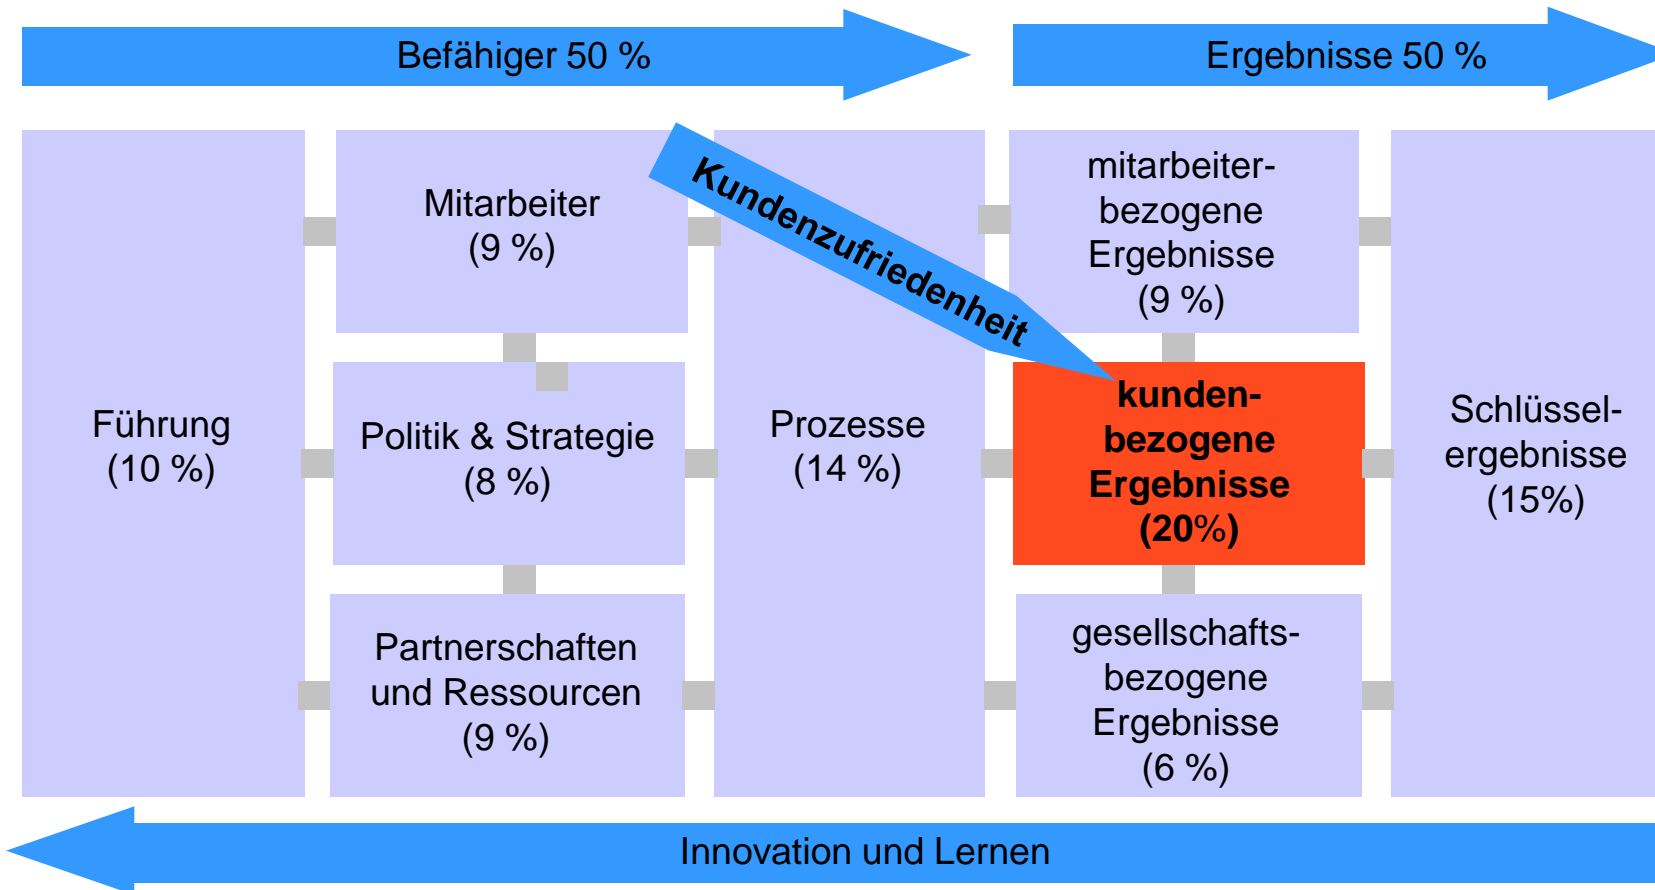 Befähiger 50 %
Ergebnisse 50 %
Führung
(10 %)
Mitarbeiter
(9 %)
Politik & Strategie
(8 %)
Partnerschaften
und Ressourcen
(9 %)
Prozesse
(14 %)
Kundenzufriedenheit
mitarbeiter-
bezogene
Ergebnisse
(9 %)
kunden-
bezogene
Ergebnisse
(20%)
gesellschafts-
bezogene
Ergebnisse
(6 %)
Schlüssel-
ergebnisse
(15%)
Innovation und Lernen